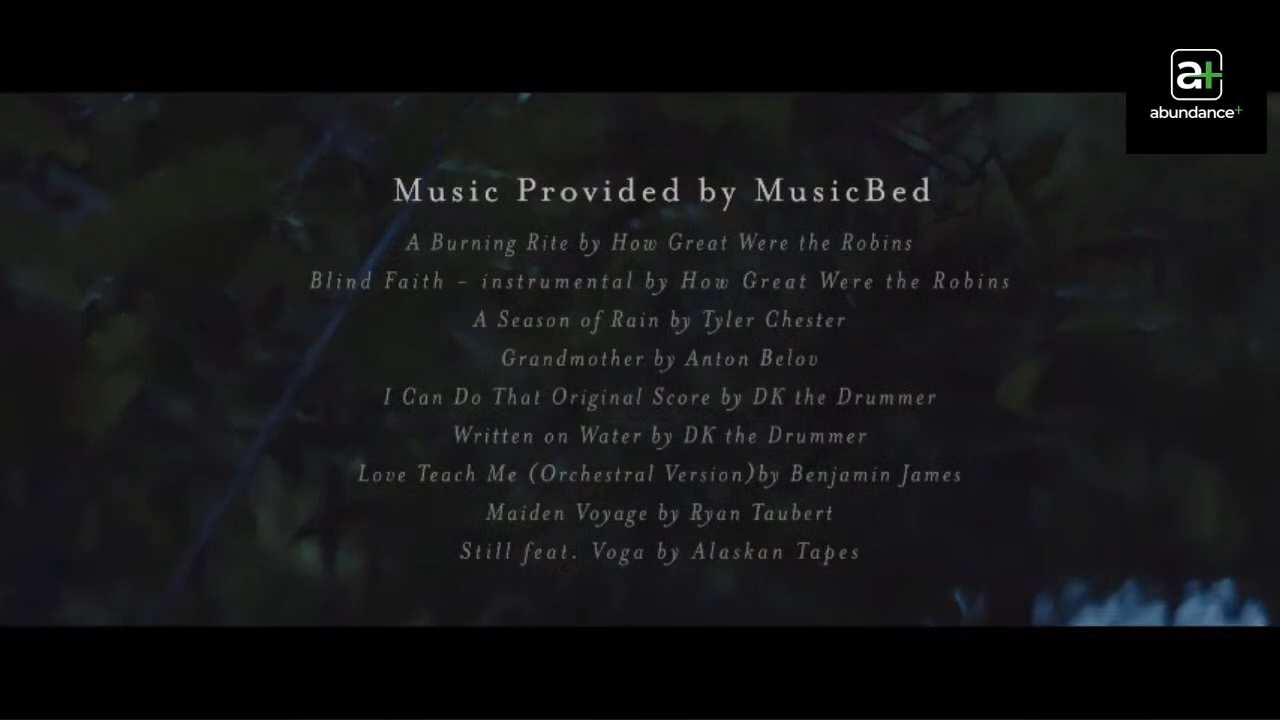 a+
abundance+
Music Provided by MusicBed
A Burning Rite by How Great Were the Robins
Blind Faith – instrumental by How Great Were the Robins
A Season of Rain by Tyler Chester
Grandmother by Anton Belov
I Can Do That Original Score by DK the Drummer
Written on Water by DK the Drummer
Love Teach Me (Orchestral Version)by Benjamin James
Maiden Voyage by Ryan Taubert
Still feat. Voga by Alaskan Tapes